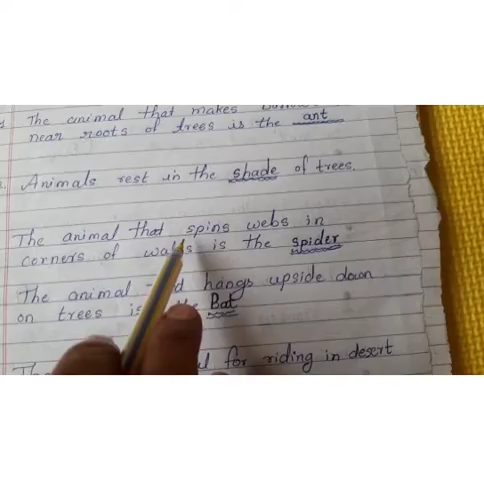 The animal that makes
near roots of trees is the ant
Animals rest in the shade of trees.
The animal that spins webs in
corners of walls is the spider
The animal hangs upside down
on trees is Bat
for riding in desert